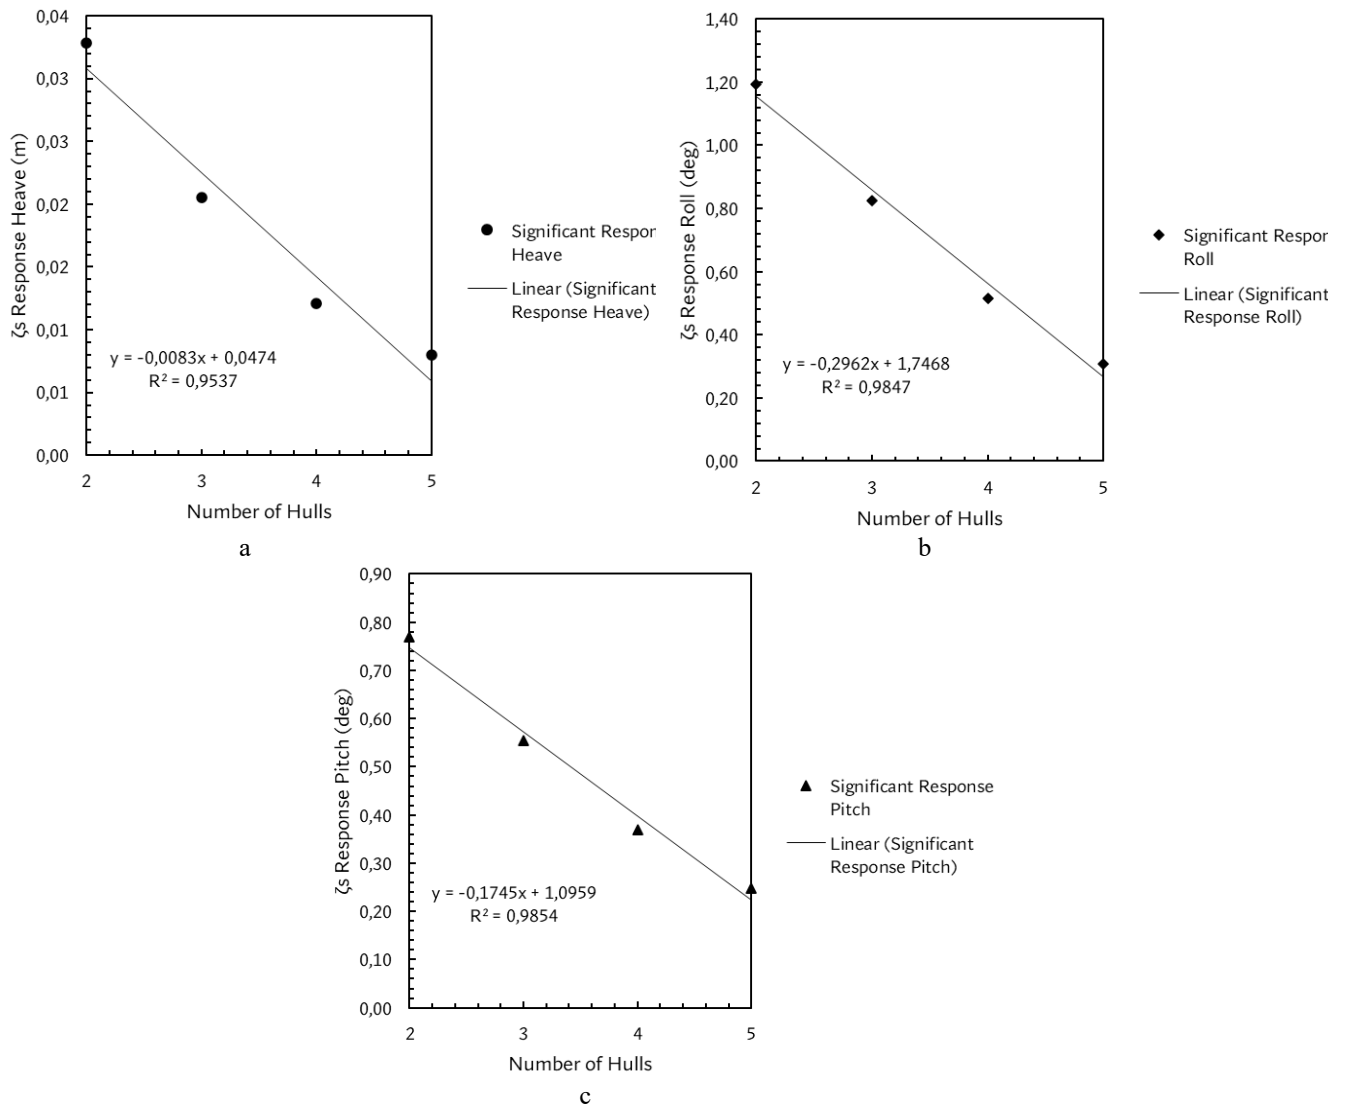 0,04
0,03
0,03
0,02
0,02
0,01
0,01
0,00
ζs Response Heave (m)
y = -0,0083x + 0,0474
R² = 0,9537
2 3 4 5
Number of Hulls
Significant Respor
Heave
Linear (Significant
Response Heave)
a
1,40
1,20
1,00
0,80
0,60
0,40
0,20
0,00
ζs Response Roll (deg)
y = -0,2962x + 1,7468
R² = 0,9847
2 3 4 5
Number of Hulls
Significant Respor
Roll
Linear (Significant
Response Roll)
b
0,90
0,80
0,70
0,60
0,50
0,40
0,30
0,20
0,10
0,00
ζs Response Pitch (deg)
y = -0,1745x + 1,0959
R² = 0,9854
2 3 4 5
Number of Hulls
Significant Response
Pitch
Linear (Significant
Response Pitch)
c